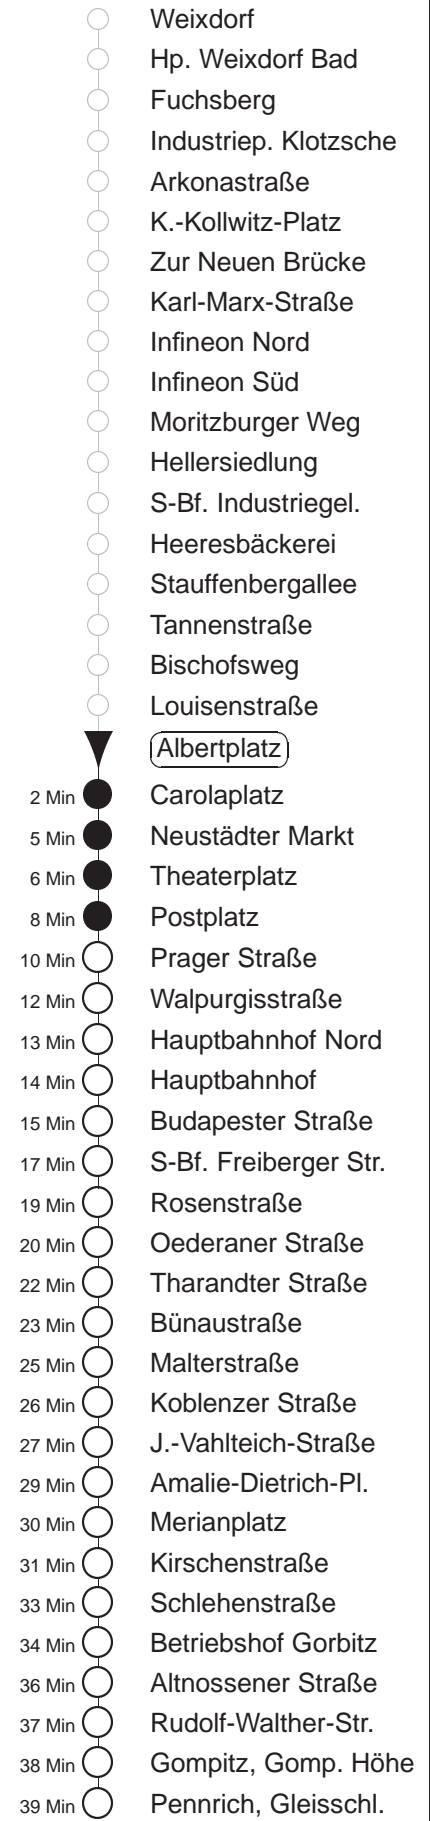 Weixdorf
Hp. Weixdorf Bad
Fuchsberg
Industriep. Klotzsche
Arkonastraße
K.-Kollwitz-Platz
Zur Neuen Brücke
Karl-Marx-Straße
Infineon Nord
Infineon Süd
Moritzburger Weg
Hellersiedlung
S-Bf. Industriegel.
Heeresbäckerei
Stauffenbergallee
Tannenstraße
Bischofsweg
Louisenstraße
Albertplatz
2 Min Carolaplatz
5 Min Neustädter Markt
6 Min Theaterplatz
8 Min Postplatz
10 Min Prager Straße
12 Min Walpurgisstraße
13 Min Hauptbahnhof Nord
14 Min Hauptbahnhof
15 Min Budapester Straße
17 Min S-Bf. Freiberger Str.
19 Min Rosenstraße
20 Min Oederaner Straße
22 Min Tharandter Straße
23 Min Bünaustraße
25 Min Malterstraße
26 Min Koblenzer Straße
27 Min J.-Vahlteich-Straße
29 Min Amalie-Dietrich-Pl.
30 Min Merianplatz
31 Min Kirschenstraße
33 Min Schlehenstraße
34 Min Betriebshof Gorbitz
36 Min Altnossener Straße
37 Min Rudolf-Walther-Str.
38 Min Gompitz, Gomp. Höhe
39 Min Pennrich, Gleisschl.